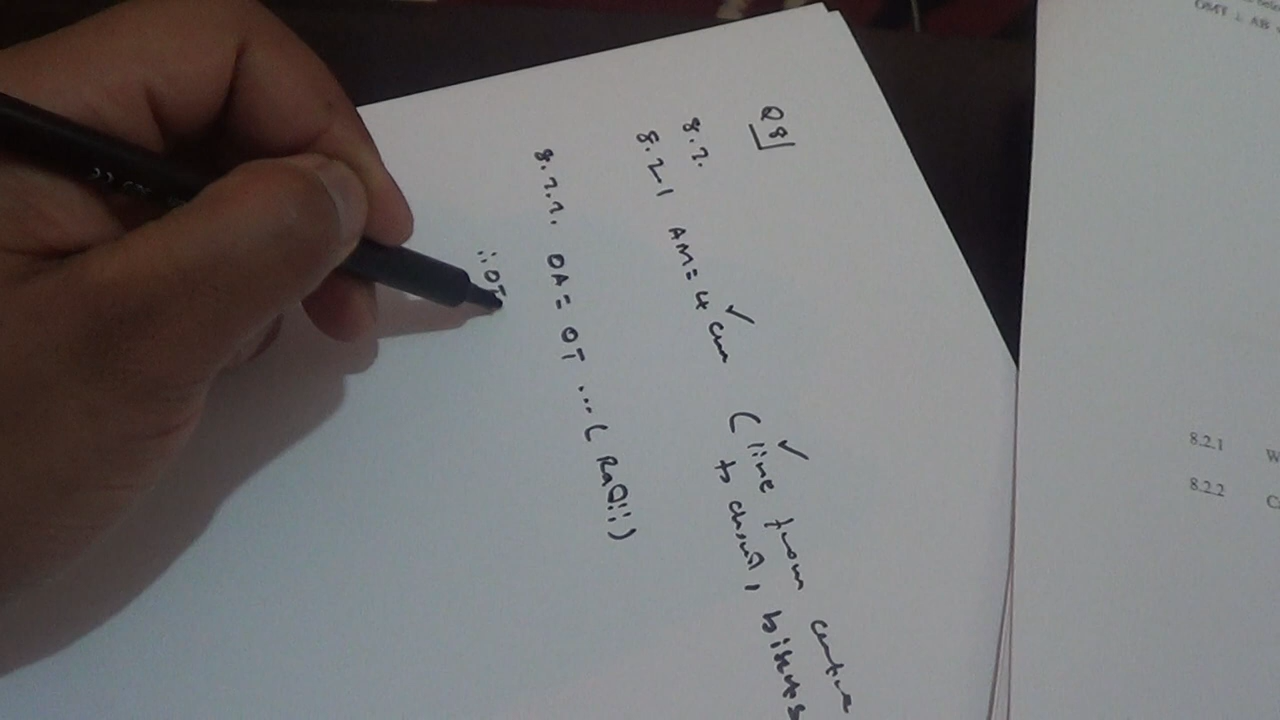 Q8
8.2.
8.2.1 AM = 4 cm (line from centre
to chord, bisects
8.2.2. OA = OT ... (Radii)
∴ OT
OMT ⊥ AB
8.2.1 W
8.2.2 C